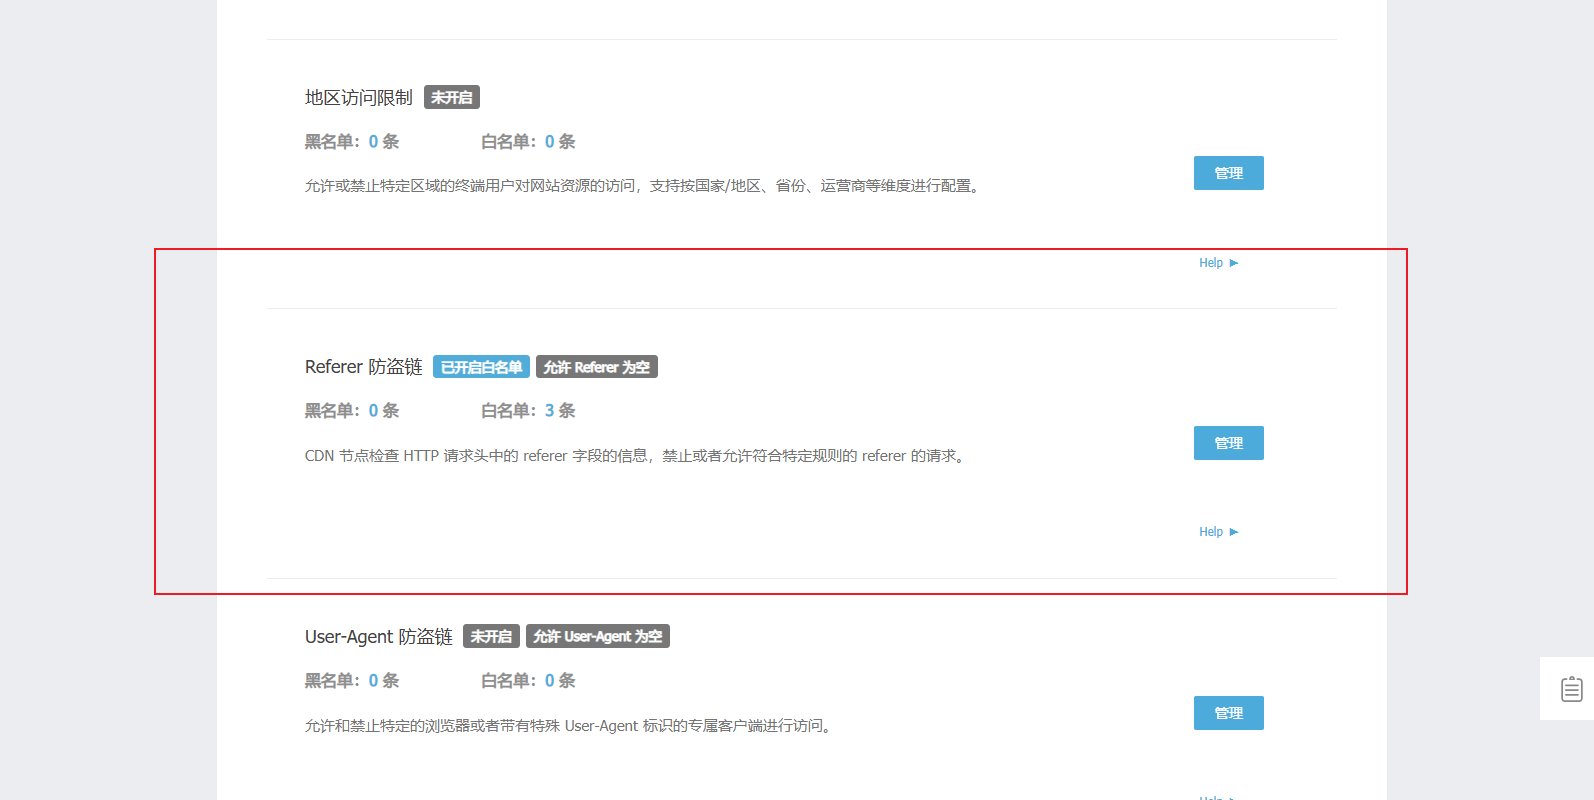 地区访问限制 未开启
黑名单：0 条 白名单：0 条
允许或禁止特定区域的终端用户对网站资源的访问，支持按国家/地区、省份、运营商等维度进行配置。
管理
Help ►
Referer 防盗链 已开启白名单 允许 Referer 为空
黑名单：0 条 白名单：3 条
CDN 节点检查 HTTP 请求头中的 referer 字段的信息，禁止或者允许符合特定规则的 referer 的请求。
管理
Help ►
User-Agent 防盗链 未开启 允许 User-Agent 为空
黑名单：0 条 白名单：0 条
允许和禁止特定的浏览器或者带有特殊 User-Agent 标识的专属客户端进行访问。
管理